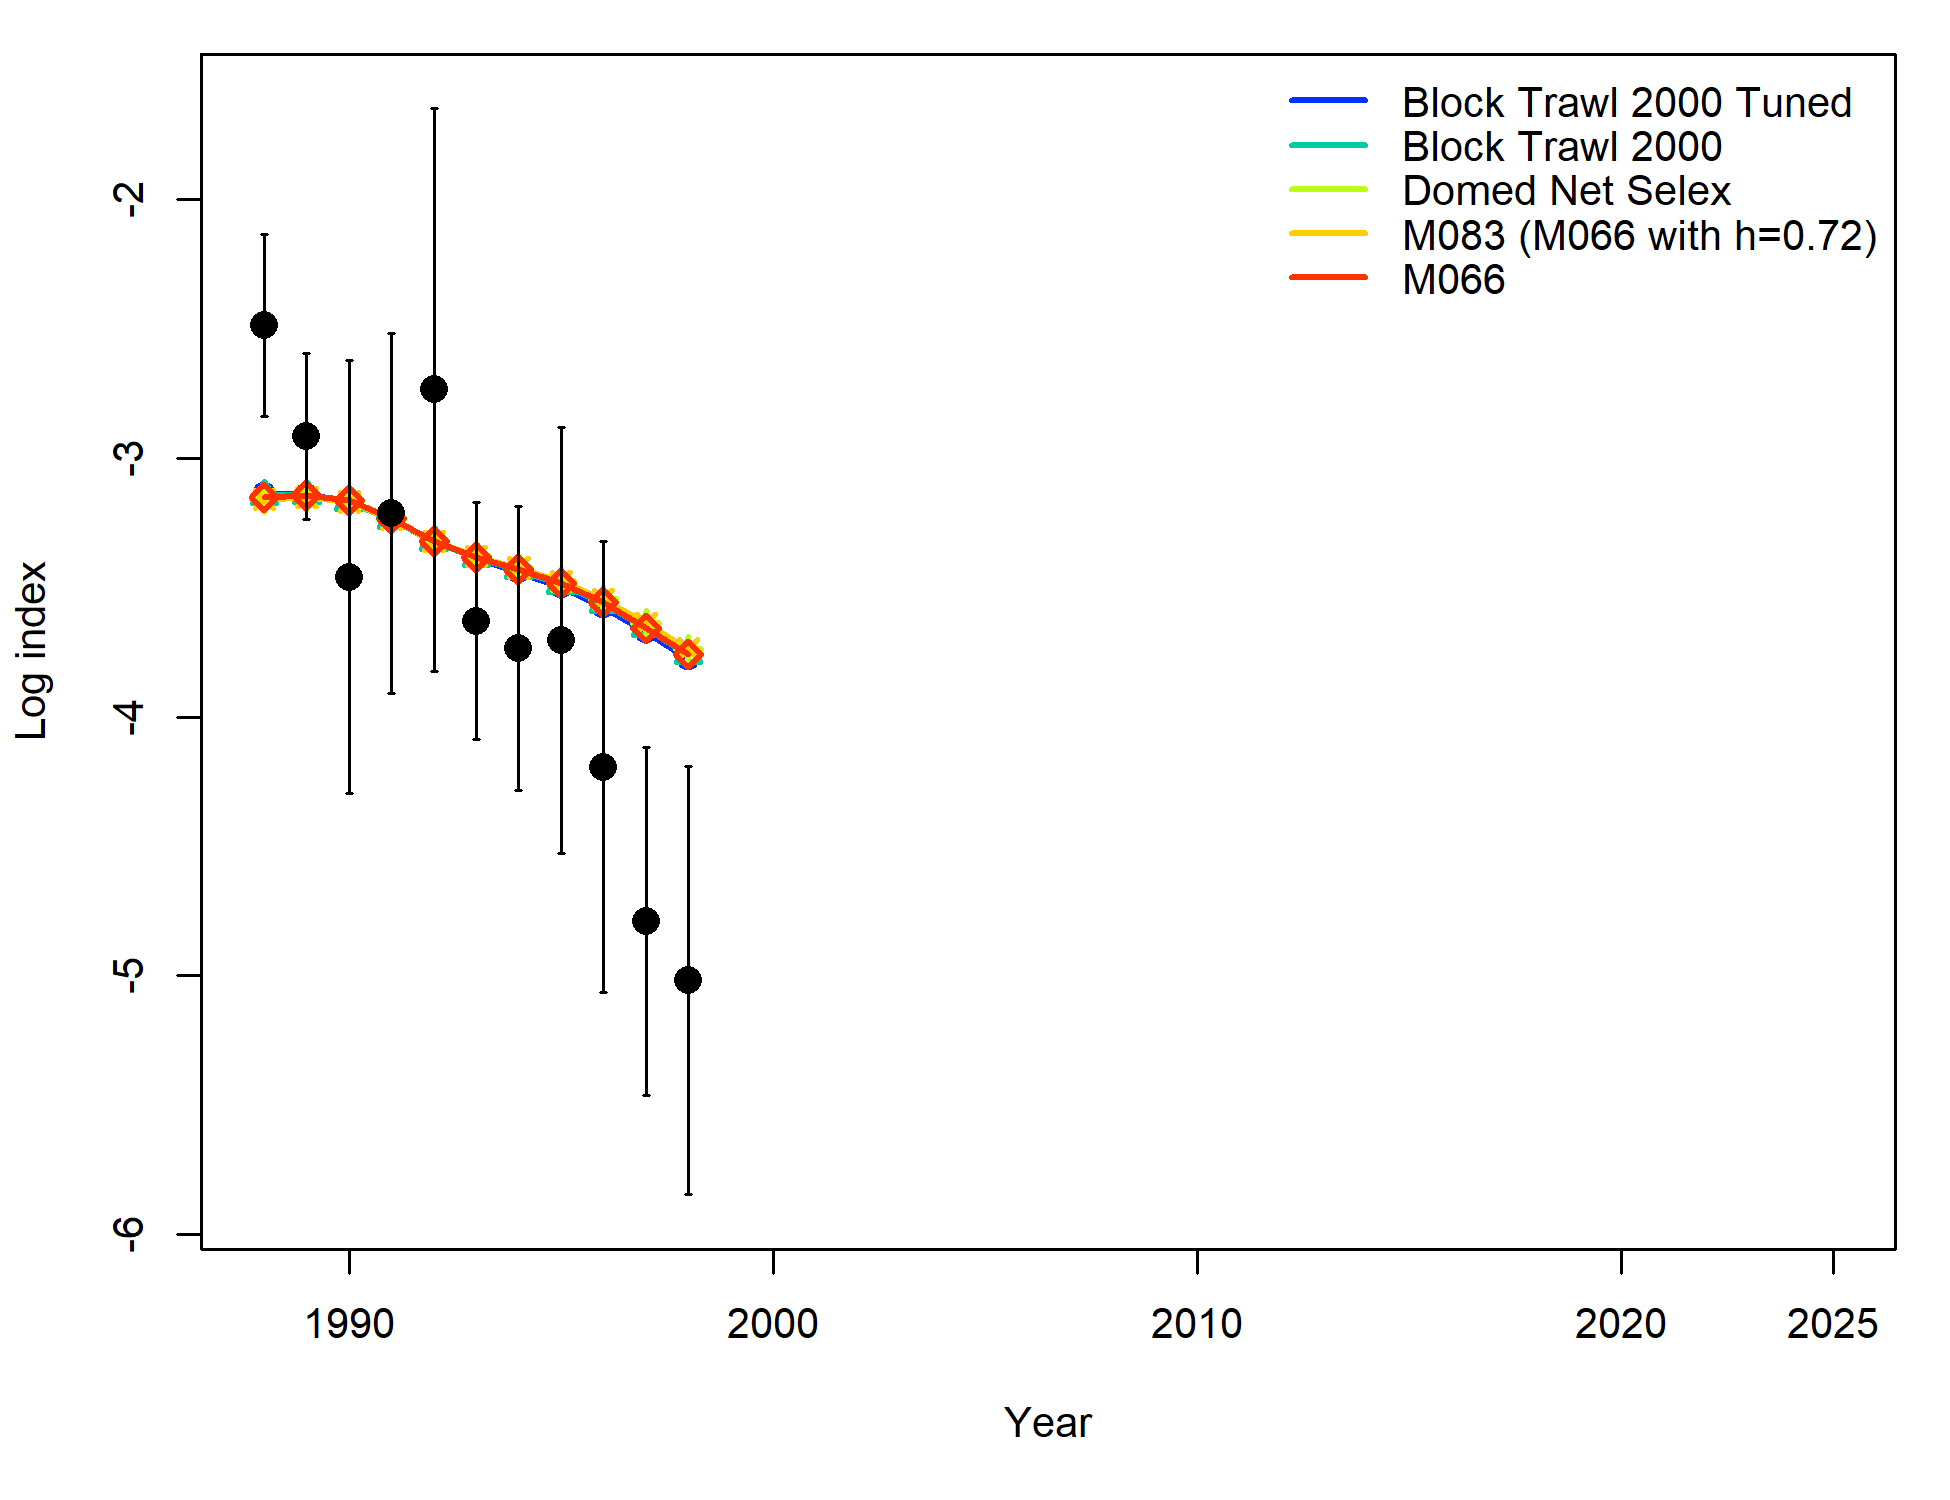 Block Trawl 2000 Tuned
Block Trawl 2000
Domed Net Selex
M083 (M066 with h=0.72)
M066
Log index
-2
-3
-4
-5
-6
1990
2000
2010
2020
2025
Year